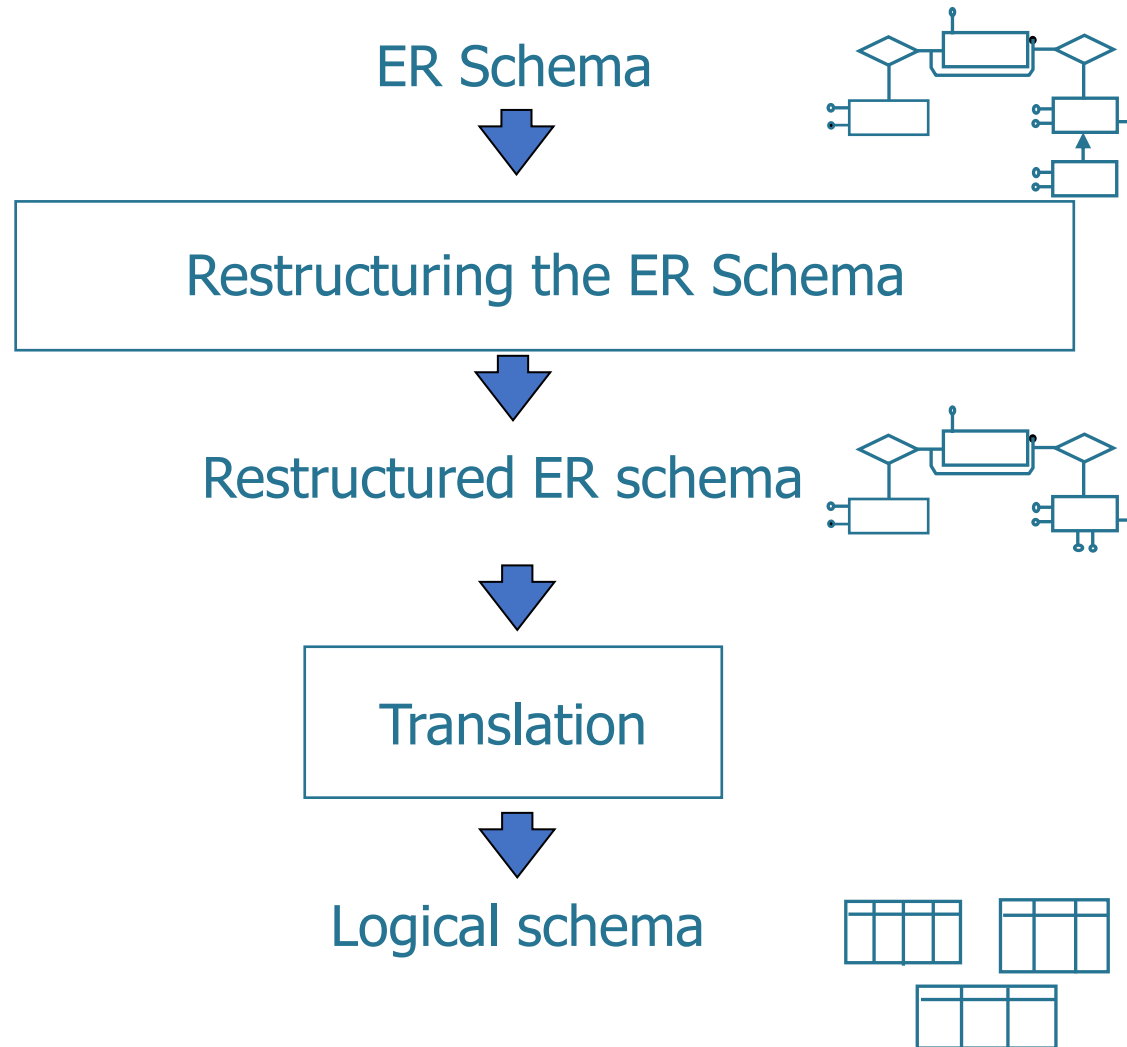 ER Schema
Restructuring the ER Schema
Restructured ER schema
Translation
Logical schema